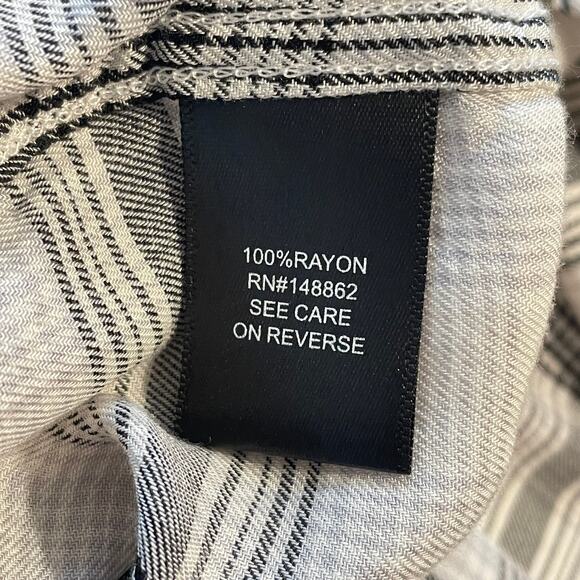 100%RAYON
RN#148862
SEE CARE
ON REVERSE